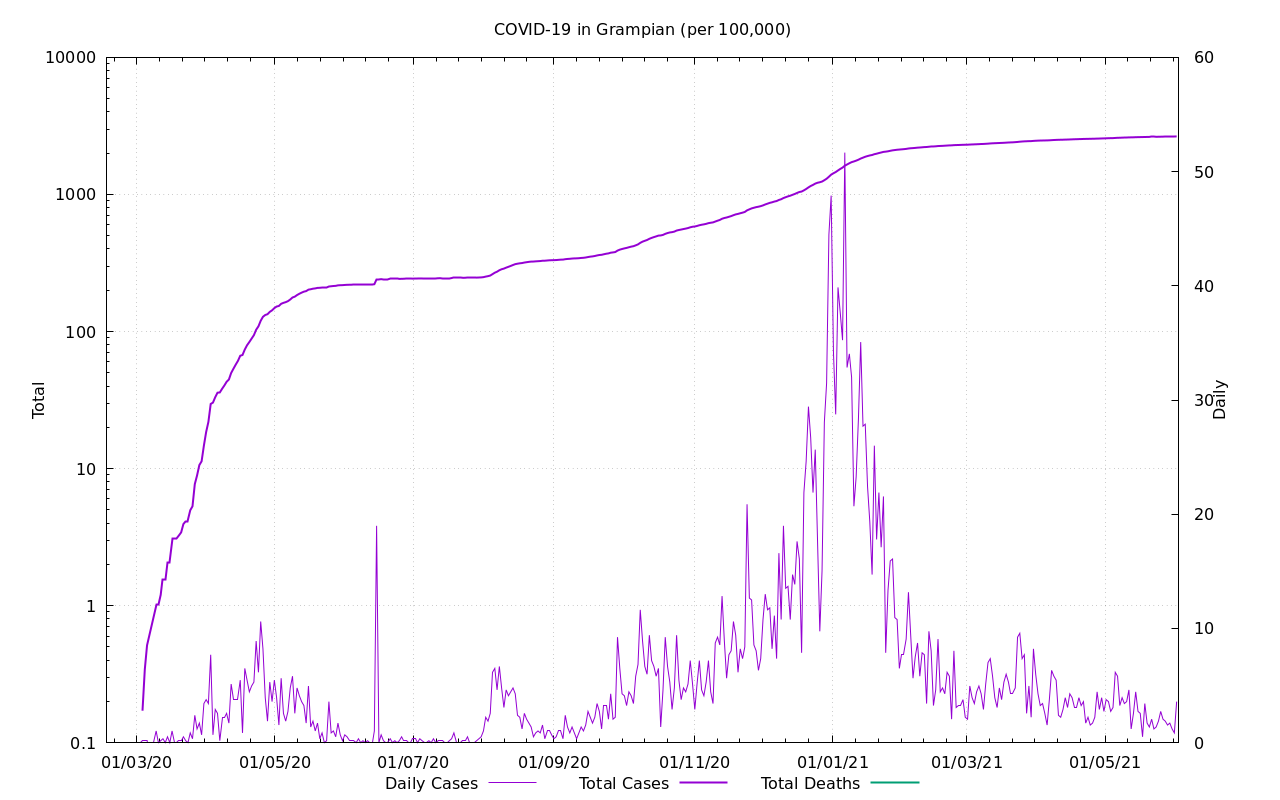 COVID-19 in Grampian (per 100,000)
10000
1000
100
10
1
0.1
Total
60
50
40
30
20
10
0
Daily
01/03/20 01/05/20 01/07/20 01/09/20 01/11/20 01/01/21 01/03/21 01/05/21
Daily Cases Total Cases Total Deaths